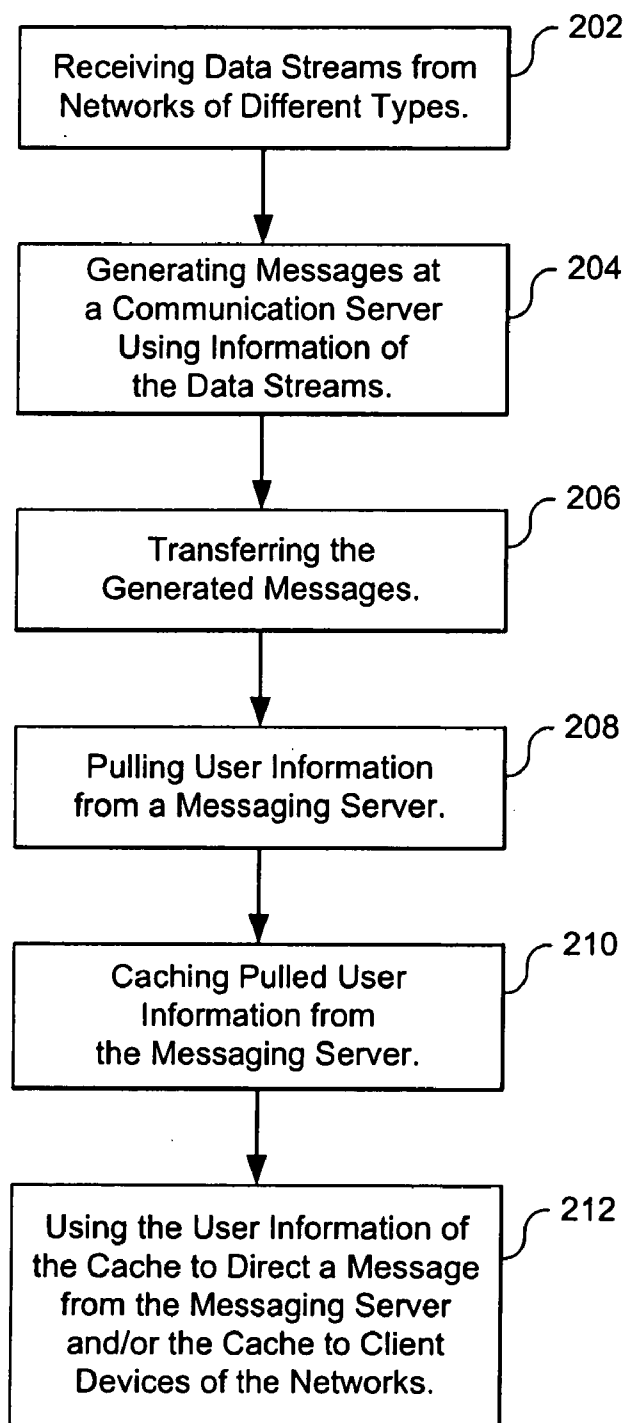 202
Receiving Data Streams from
Networks of Different Types.
204
Generating Messages at
a Communication Server
Using Information of
the Data Streams.
206
Transferring the
Generated Messages.
208
Pulling User Information
from a Messaging Server.
210
Caching Pulled User
Information from
the Messaging Server.
212
Using the User Information of
the Cache to Direct a Message
from the Messaging Server
and/or the Cache to Client
Devices of the Networks.